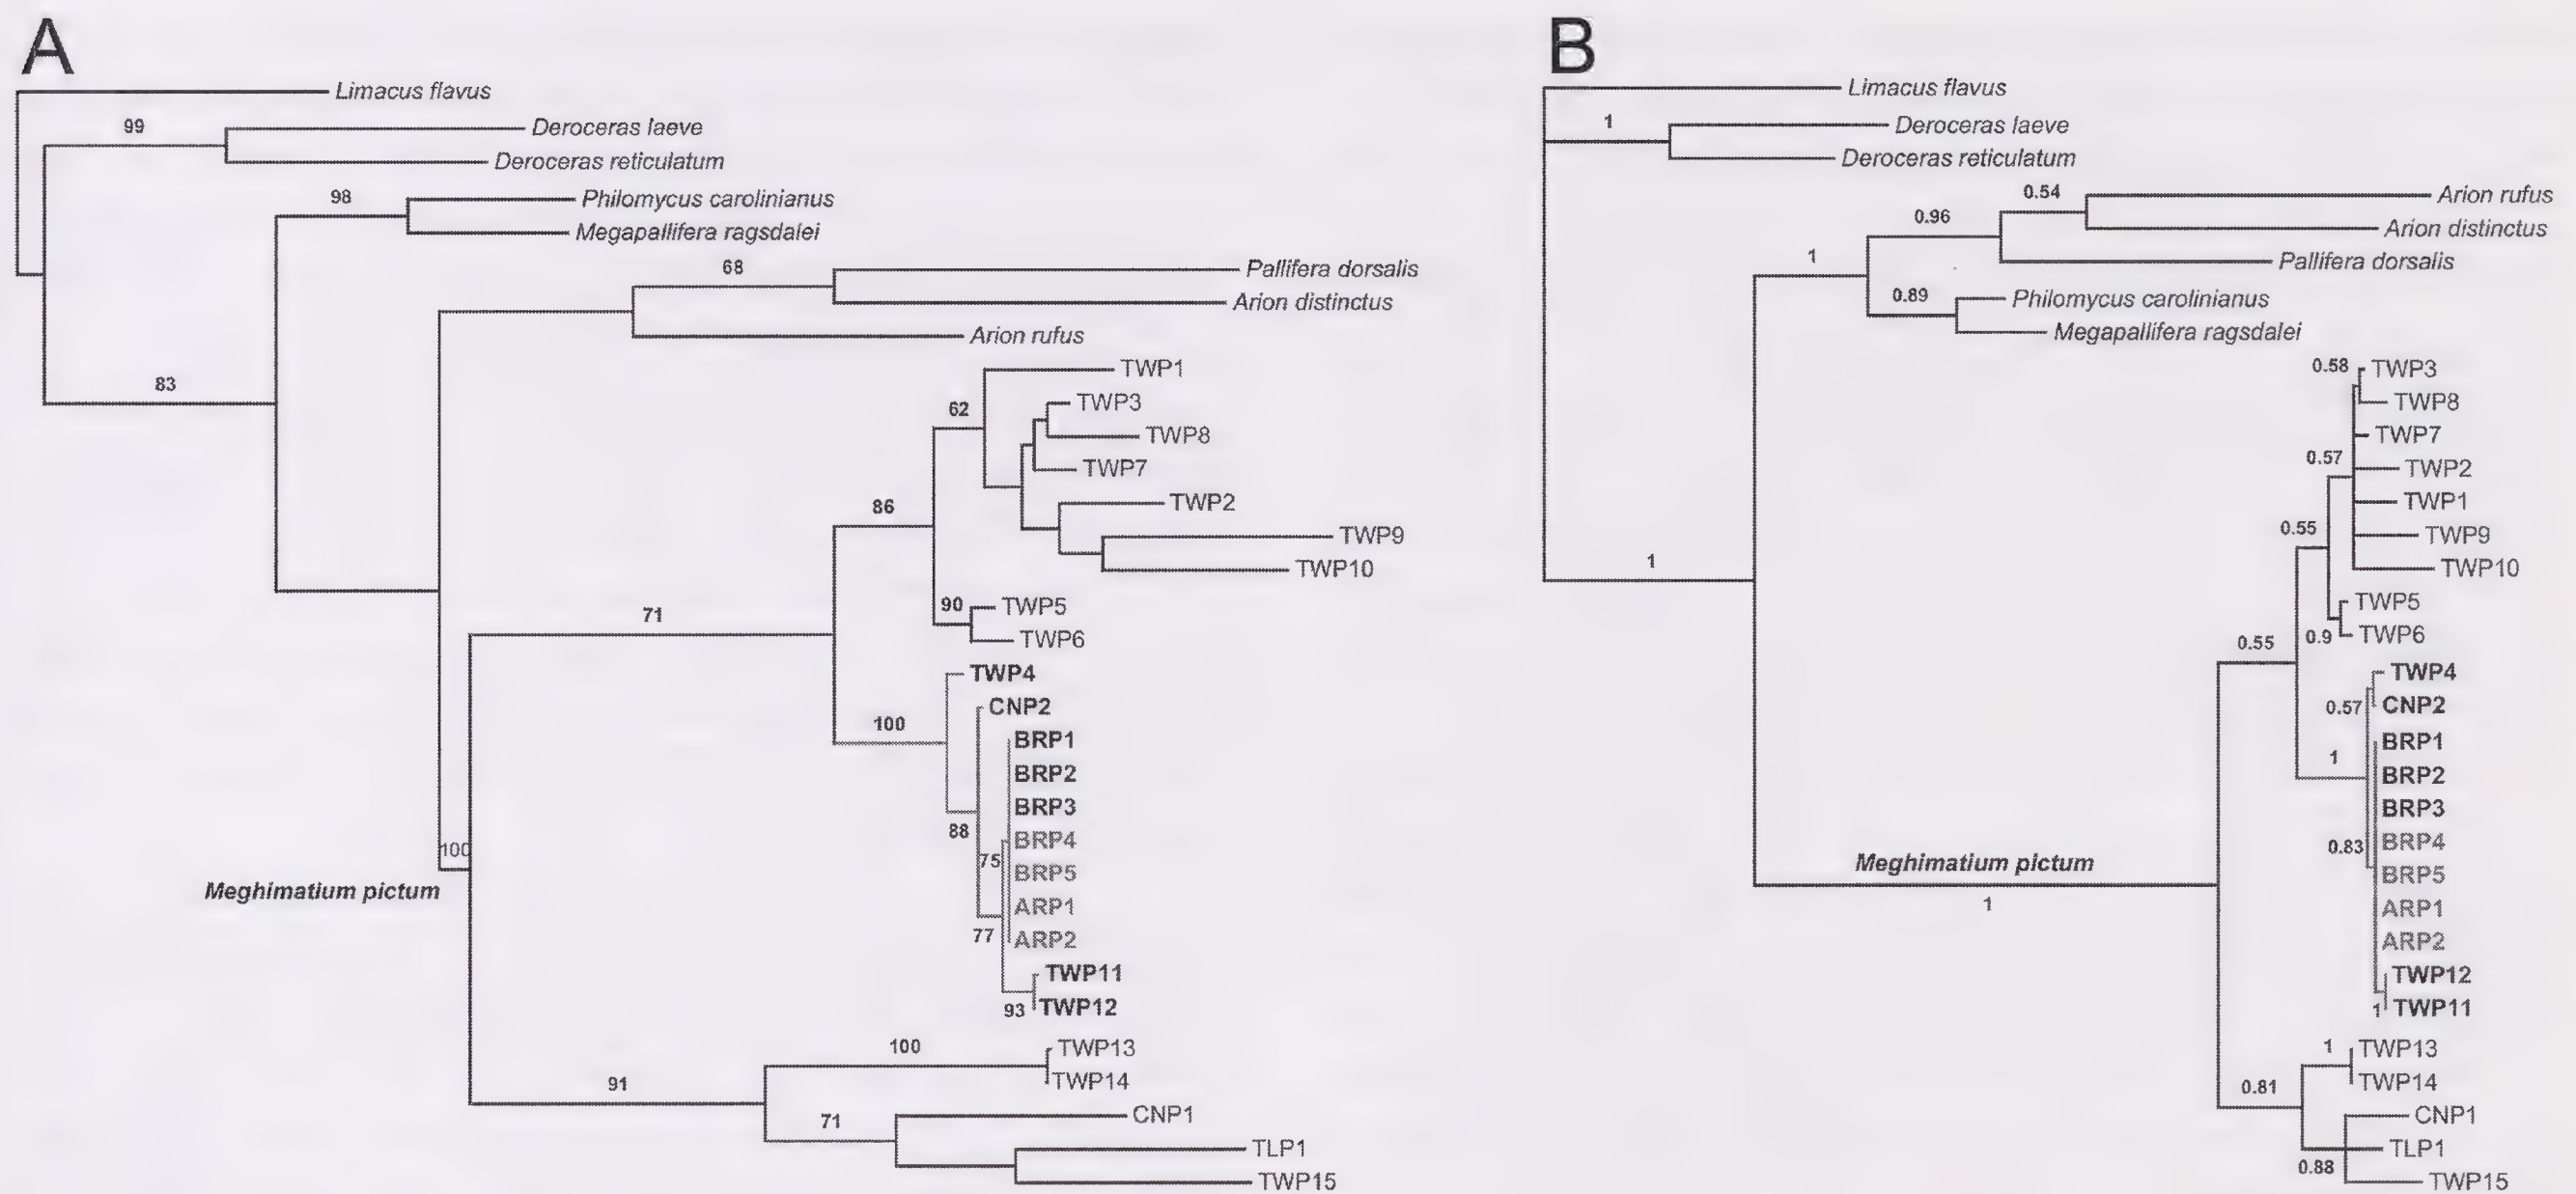 A
Limacus flavus
99
Deroceras laeve
Deroceras reticulatum
98
Philomycus carolinianus
Megapallifera ragsdalei
68
Pallifera dorsalis
Arion distinctus
Arion rufus
83
TWP1
62
TWP3
TWP8
TWP7
86
TWP2
TWP9
TWP10
90
TWP5
TWP6
71
TWP4
CNP2
100
BRP1
BRP2
BRP3
88
BRP4
75
BRP5
ARP1
77
ARP2
TWP11
93
TWP12
100
Meghimatium pictum
100
TWP13
TWP14
91
71
CNP1
TLP1
TWP15
B
Limacus flavus
1
Deroceras laeve
Deroceras reticulatum
0.54
Arion rufus
0.96
Arion distinctus
1
Pallifera dorsalis
0.89
Philomycus carolinianus
Megapallifera ragsdalei
0.58
TWP3
TWP8
TWP7
0.57
TWP2
TWP1
0.55
TWP9
TWP10
1
TWP5
0.9
TWP6
0.55
TWP4
0.57
CNP2
BRP1
1
BRP2
BRP3
BRP4
0.83
BRP5
ARP1
ARP2
TWP12
1
TWP11
Meghimatium pictum
1
1
TWP13
TWP14
0.81
CNP1
TLP1
0.88
TWP15